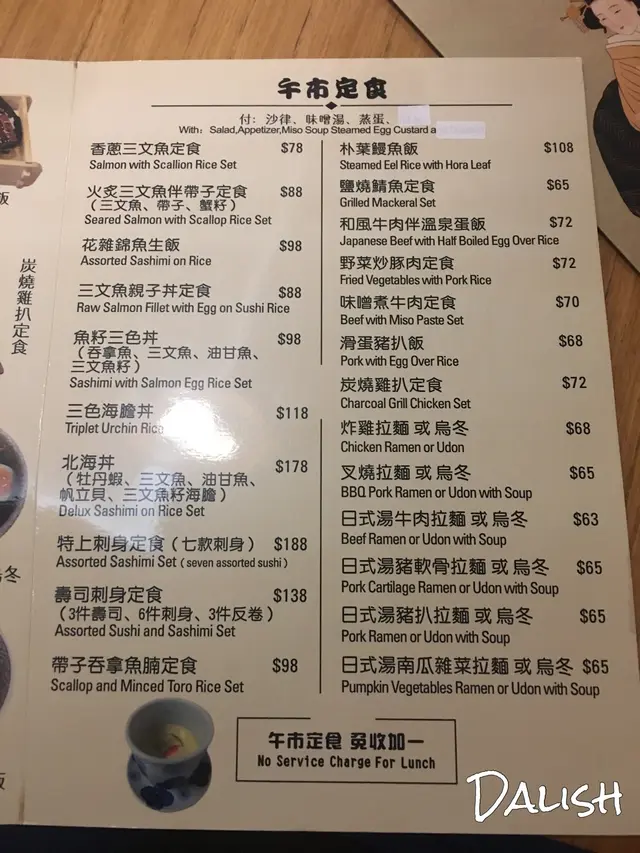 午市定食
付：沙律、味噌湯、蒸蛋、
With：Salad,Appetizer,Miso Soup Steamed Egg Custard a
香蔥三文魚定食 $78
Salmon with Scallion Rice Set
火炙三文魚伴帶子定食 $88
（三文魚、帶子、蟹籽）
Seared Salmon with Scallop Rice Set
花雜錦魚生飯 $98
Assorted Sashimi on Rice
三文魚親子丼定食 $88
Raw Salmon Fillet with Egg on Sushi Rice
魚籽三色丼 $98
（吞拿魚、三文魚、油甘魚、
三文魚籽）
Sashimi with Salmon Egg Rice Set
三色海膽丼 $118
Triplet Urchin Rice
北海丼 $178
（牡丹蝦、三文魚、油甘魚、
帆立貝、三文魚籽海膽）
Delux Sashimi on Rice Set
特上刺身定食（七款刺身） $188
Assorted Sashimi Set (seven assorted sushi)
壽司刺身定食 $138
（3件壽司、6件刺身、3件反卷）
Assorted Sushi and Sashimi Set
帶子吞拿魚腩定食 $98
Scallop and Minced Toro Rice Set
朴葉鰻魚飯 $108
Steamed Eel Rice with Hora Leaf
鹽燒鯖魚定食 $65
Grilled Mackeral Set
和風牛肉伴溫泉蛋飯 $72
Japanese Beef with Half Boiled Egg Over Rice
野菜炒豚肉定食 $72
Fried Vegetables with Pork Rice
味噌煮牛肉定食 $70
Beef with Miso Paste Set
滑蛋豬扒飯 $68
Pork with Egg Over Rice
炭燒雞扒定食 $72
Charcoal Grill Chicken Set
炸雞拉麵 或 烏冬 $68
Chicken Ramen or Udon
叉燒拉麵 或 烏冬 $65
BBQ Pork Ramen or Udon with Soup
日式湯牛肉拉麵 或 烏冬 $63
Beef Ramen or Udon with Soup
日式湯豬軟骨拉麵 或 烏冬 $65
Pork Cartilage Ramen or Udon with Soup
日式湯豬扒拉麵 或 烏冬 $65
Pork Ramen or Udon with Soup
日式湯南瓜雜菜拉麵 或 烏冬 $65
Pumpkin Vegetables Ramen or Udon with Soup
午市定食 免收加一
No Service Charge For Lunch
飯
炭燒雞扒定食
冬
飯
DALISH